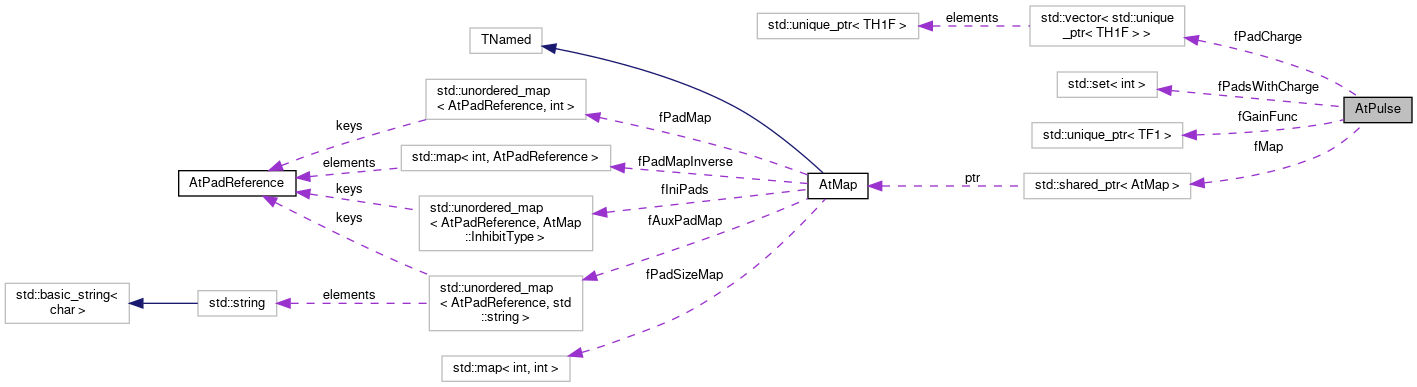 std::unique_ptr< TH1F >
elements
std::vector< std::unique
_ptr< TH1F > >
fPadCharge
TNamed
std::set< int >
fPadsWithCharge
AtPulse
std::unordered_map
< AtPadReference, int >
fPadMap
std::unique_ptr< TF1 >
fGainFunc
keys
fMap
std::map< int, AtPadReference >
elements
fPadMapInverse
AtPadReference
AtMap
ptr
std::shared_ptr< AtMap >
keys
fIniPads
std::unordered_map
< AtPadReference, AtMap
::InhibitType >
keys
fAuxPadMap
fPadSizeMap
std::basic_string<
char >
std::string
elements
std::unordered_map
< AtPadReference, std
::string >
std::map< int, int >